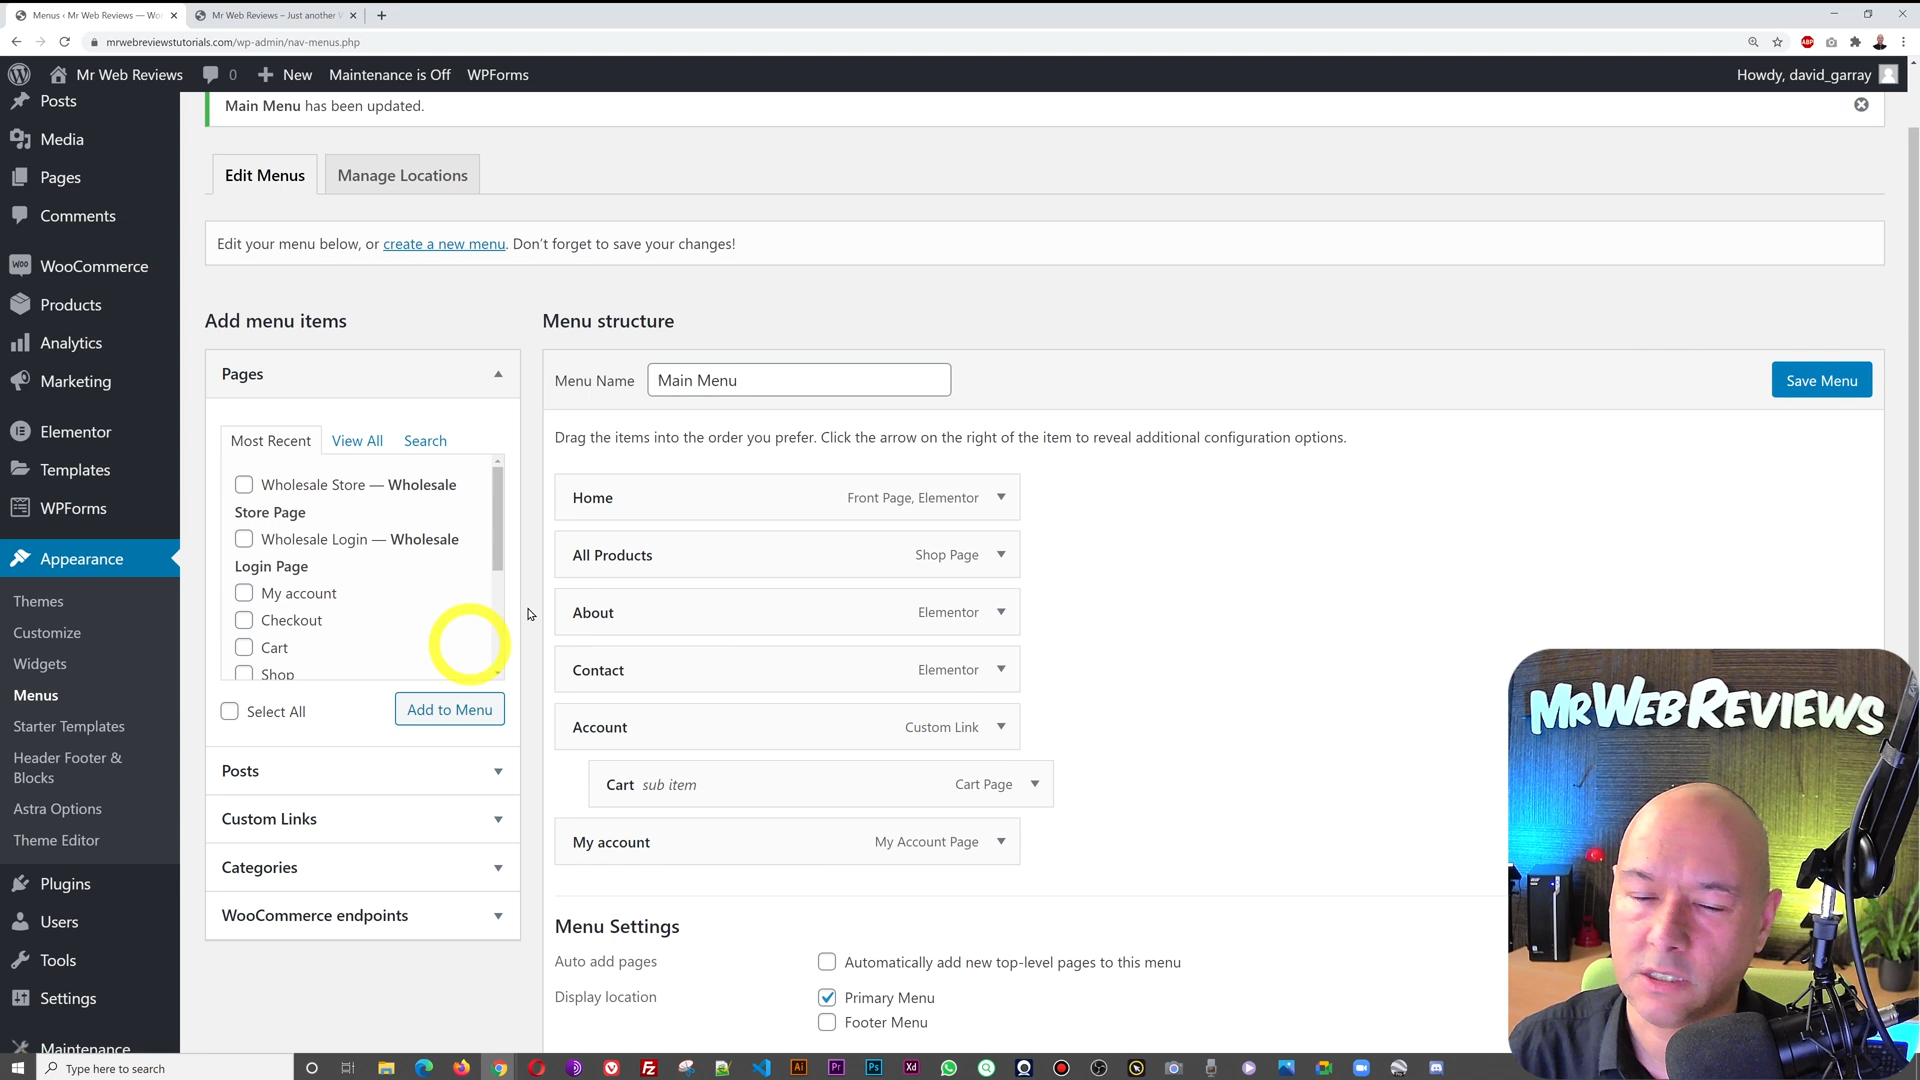 Menus ‹ Mr Web Reviews — Wor
Mr Web Reviews – Just another W
mrwebreviewstutorials.com/wp-admin/nav-menus.php
ABP
Mr Web Reviews
0
New
Maintenance is Off
WPForms
Howdy, david_garray
Posts
Media
Pages
Comments
WooCommerce
Products
Analytics
Marketing
Elementor
Templates
WPForms
Appearance
Themes
Customize
Widgets
Menus
Starter Templates
Header Footer &
Blocks
Astra Options
Theme Editor
Plugins
Users
Tools
Settings
Maintenance
Main Menu has been updated.
Edit Menus
Manage Locations
Edit your menu below, or create a new menu. Don't forget to save your changes!
Add menu items
Pages
Most Recent
View All
Search
Wholesale Store — Wholesale
Store Page
Wholesale Login — Wholesale
Login Page
My account
Checkout
Cart
Shop
Select All
Add to Menu
Posts
Custom Links
Categories
WooCommerce endpoints
Menu structure
Menu Name
Main Menu
Save Menu
Drag the items into the order you prefer. Click the arrow on the right of the item to reveal additional configuration options.
Home Front Page, Elementor
All Products Shop Page
About Elementor
Contact Elementor
Account Custom Link
Cart sub item Cart Page
My account My Account Page
Menu Settings
Auto add pages
Automatically add new top-level pages to this menu
Display location
Primary Menu
Footer Menu
MrWebReviews
Type here to search
Ai
Pr
Ps
Xd